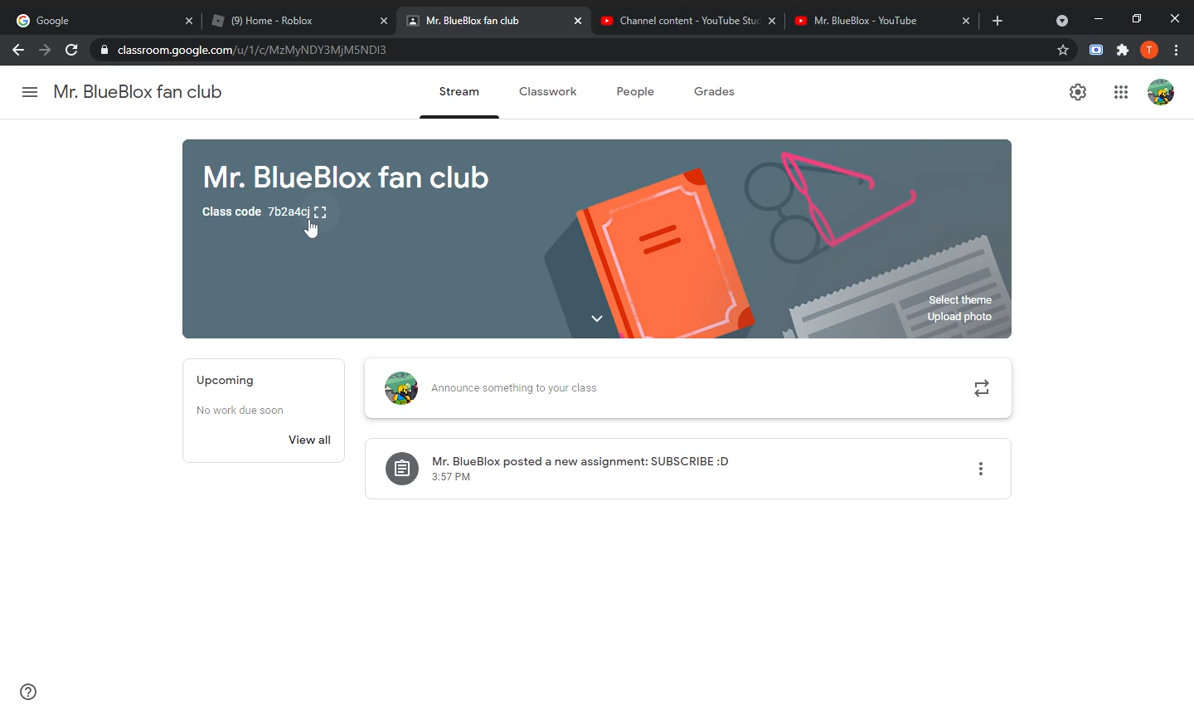 Google
(9) Home - Roblox
Mr. BlueBlox fan club
Channel content - YouTube Stu
Mr. BlueBlox - YouTube
classroom.google.com/u/1/c/MzMyNDY3MjM5NDI3
T
Mr. BlueBlox fan club
Stream
Classwork
People
Grades
Mr. BlueBlox fan club
Class code 7b2a4cj
Select theme
Upload photo
Upcoming
No work due soon
View all
Announce something to your class
Mr. BlueBlox posted a new assignment: SUBSCRIBE :D
3:57 PM